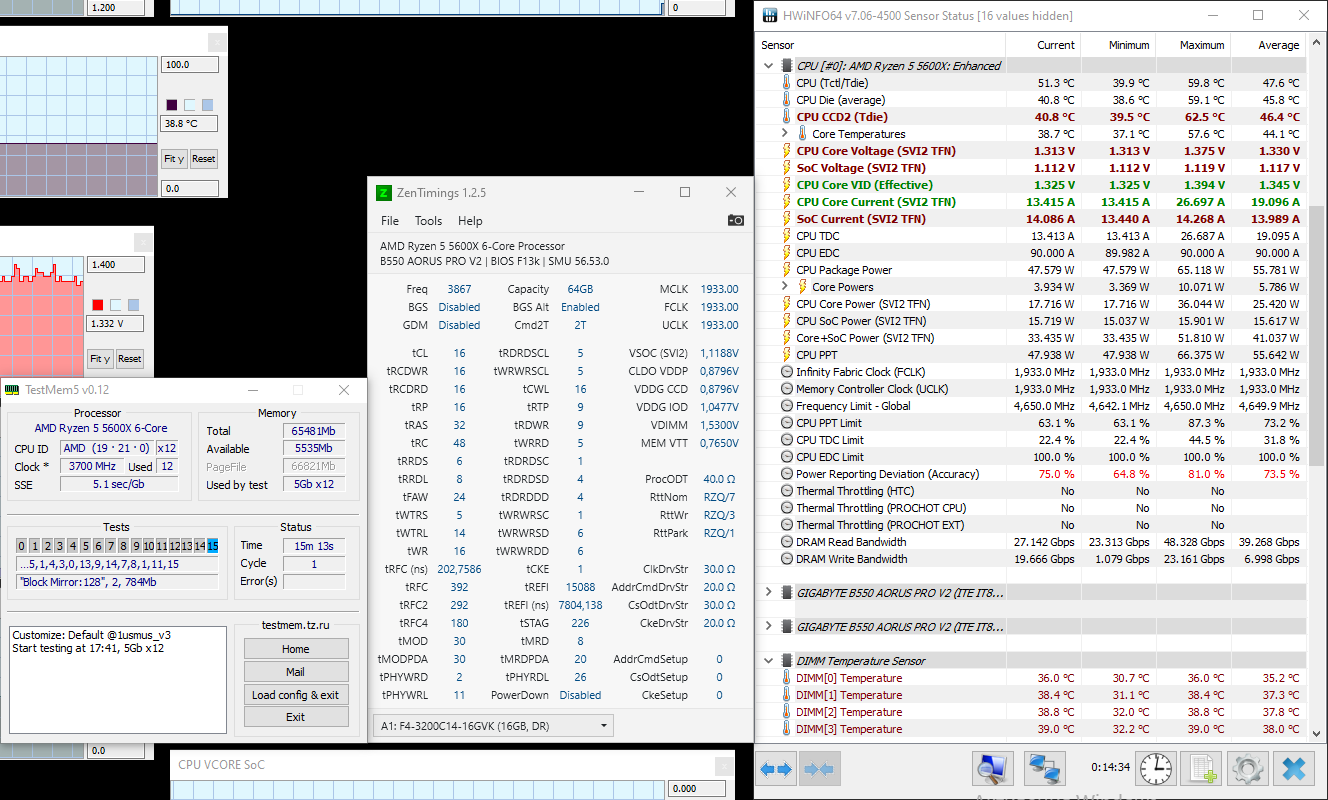 1.200
0
100.0
38.8 °C
Fit y Reset
0.0
1.400
1.332 V
Fit y Reset
0.0
CPU VCORE SoC
0.000
TestMem5 v0.12
Processor
AMD Ryzen 5 5600X 6-Core
CPU ID AMD (19 · 21 · 0) x12
Clock * 3700 MHz Used 12
SSE 5.1 sec/Gb
Memory
Total 65481Mb
Available 5535Mb
PageFile 66821Mb
Used by test 5Gb x12
Tests
0 1 2 3 4 5 6 7 8 9 10 11 12 13 14 15
...5,1,4,3,0,13,9,14,7,8,1,11,15
"Block Mirror:128", 2, 784Mb
Status
Time 15m 13s
Cycle 1
Error(s)
Customize: Default @1usmus_v3
Start testing at 17:41, 5Gb x12
testmem.tz.ru
Home
Mail
Load config & exit
Exit
Z ZenTimings 1.2.5
File Tools Help
AMD Ryzen 5 5600X 6-Core Processor
B550 AORUS PRO V2 | BIOS F13k | SMU 56.53.0
Freq 3867 Capacity 64GB MCLK 1933.00
BGS Disabled BGS Alt Enabled FCLK 1933.00
GDM Disabled Cmd2T 2T UCLK 1933.00
tCL 16 tRDRDSCL 5 VSOC (SVI2) 1,1188V
tRCDWR 16 tWRWRSCL 5 CLDO VDDP 0,8796V
tRCDRD 16 tCWL 16 VDDG CCD 0,8796V
tRP 16 tRTP 9 VDDG IOD 1,0477V
tRAS 32 tRDWR 9 VDIMM 1,5300V
tRC 48 tWRRD 5 MEM VTT 0,7650V
tRRDS 6 tRDRDSC 1
tRRDL 8 tRDRDSD 4 ProcODT 40.0 Ω
tFAW 24 tRDRDDD 4 RttNom RZQ/7
tWTRS 5 tWRWRSC 1 RttWr RZQ/3
tWTRL 14 tWRWRSD 6 RttPark RZQ/1
tWR 16 tWRWRDD 6
tRFC (ns) 202,7586 tCKE 1 ClkDrvStr 30.0 Ω
tRFC 392 tREFI 15088 AddrCmdDrvStr 20.0 Ω
tRFC2 292 tREFI (ns) 7804,138 CsOdtDrvStr 30.0 Ω
tRFC4 180 tSTAG 226 CkeDrvStr 20.0 Ω
tMOD 30 tMRD 8
tMODPDA 30 tMRDPDA 20 AddrCmdSetup 0
tPHYWRD 2 tPHYRDL 26 CsOdtSetup 0
tPHYWRL 11 PowerDown Disabled CkeSetup 0
A1: F4-3200C14-16GVK (16GB, DR)
HWiNFO64 v7.06-4500 Sensor Status [16 values hidden]
Sensor Current Minimum Maximum Average
CPU [#0]: AMD Ryzen 5 5600X: Enhanced
CPU (Tctl/Tdie) 51.3 °C 39.9 °C 59.8 °C 47.6 °C
CPU Die (average) 40.8 °C 38.6 °C 59.1 °C 45.8 °C
CPU CCD2 (Tdie) 40.8 °C 39.5 °C 62.5 °C 46.4 °C
Core Temperatures 38.7 °C 37.1 °C 57.6 °C 44.1 °C
CPU Core Voltage (SVI2 TFN) 1.313 V 1.313 V 1.375 V 1.330 V
SoC Voltage (SVI2 TFN) 1.112 V 1.112 V 1.119 V 1.117 V
CPU Core VID (Effective) 1.325 V 1.325 V 1.394 V 1.345 V
CPU Core Current (SVI2 TFN) 13.415 A 13.415 A 26.697 A 19.096 A
SoC Current (SVI2 TFN) 14.086 A 13.440 A 14.268 A 13.989 A
CPU TDC 13.413 A 13.413 A 26.687 A 19.095 A
CPU EDC 90.000 A 89.982 A 90.000 A 90.000 A
CPU Package Power 47.579 W 47.579 W 65.118 W 55.781 W
Core Powers 3.934 W 3.369 W 10.071 W 5.786 W
CPU Core Power (SVI2 TFN) 17.716 W 17.716 W 36.044 W 25.420 W
CPU SoC Power (SVI2 TFN) 15.719 W 15.037 W 15.901 W 15.617 W
Core+SoC Power (SVI2 TFN) 33.435 W 33.435 W 51.810 W 41.037 W
CPU PPT 47.938 W 47.938 W 66.375 W 55.642 W
Infinity Fabric Clock (FCLK) 1,933.0 MHz 1,933.0 MHz 1,933.0 MHz 1,933.0 MHz
Memory Controller Clock (UCLK) 1,933.0 MHz 1,933.0 MHz 1,933.0 MHz 1,933.0 MHz
Frequency Limit - Global 4,650.0 MHz 4,642.1 MHz 4,650.0 MHz 4,649.9 MHz
CPU PPT Limit 63.1 % 63.1 % 87.3 % 73.2 %
CPU TDC Limit 22.4 % 22.4 % 44.5 % 31.8 %
CPU EDC Limit 100.0 % 100.0 % 100.0 % 100.0 %
Power Reporting Deviation (Accuracy) 75.0 % 64.8 % 81.0 % 73.5 %
Thermal Throttling (HTC) No No No
Thermal Throttling (PROCHOT CPU) No No No
Thermal Throttling (PROCHOT EXT) No No No
DRAM Read Bandwidth 27.142 Gbps 23.313 Gbps 48.328 Gbps 39.268 Gbps
DRAM Write Bandwidth 19.666 Gbps 1.079 Gbps 23.161 Gbps 6.998 Gbps
GIGABYTE B550 AORUS PRO V2 (ITE IT8...
GIGABYTE B550 AORUS PRO V2 (ITE IT8...
DIMM Temperature Sensor
DIMM[0] Temperature 36.0 °C 30.7 °C 36.0 °C 35.2 °C
DIMM[1] Temperature 38.4 °C 31.1 °C 38.4 °C 37.3 °C
DIMM[2] Temperature 38.8 °C 32.0 °C 38.8 °C 37.8 °C
DIMM[3] Temperature 39.0 °C 32.2 °C 39.0 °C 38.0 °C
0:14:34